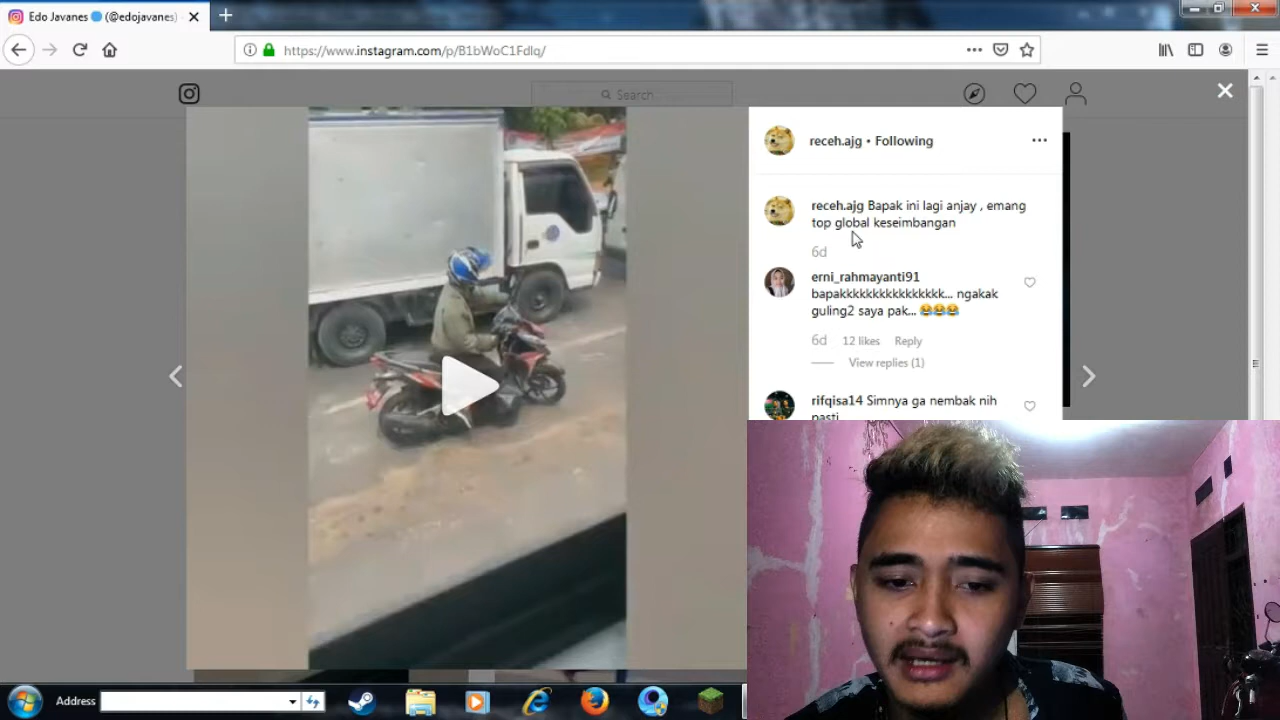 Edo Javanes (@edojavanes)
https://www.instagram.com/p/B1bWoC1Fdlq/
Search
receh.ajg • Following
receh.ajg Bapak ini lagi anjay , emang
top global keseimbangan
6d
erni_rahmayanti91
bapakkkkkkkkkkkkkkkkk... ngakak
guling2 saya pak... 😂😂😂
6d 12 likes Reply
View replies (1)
rifqisa14 Simnya ga nembak nih
pasti
Address